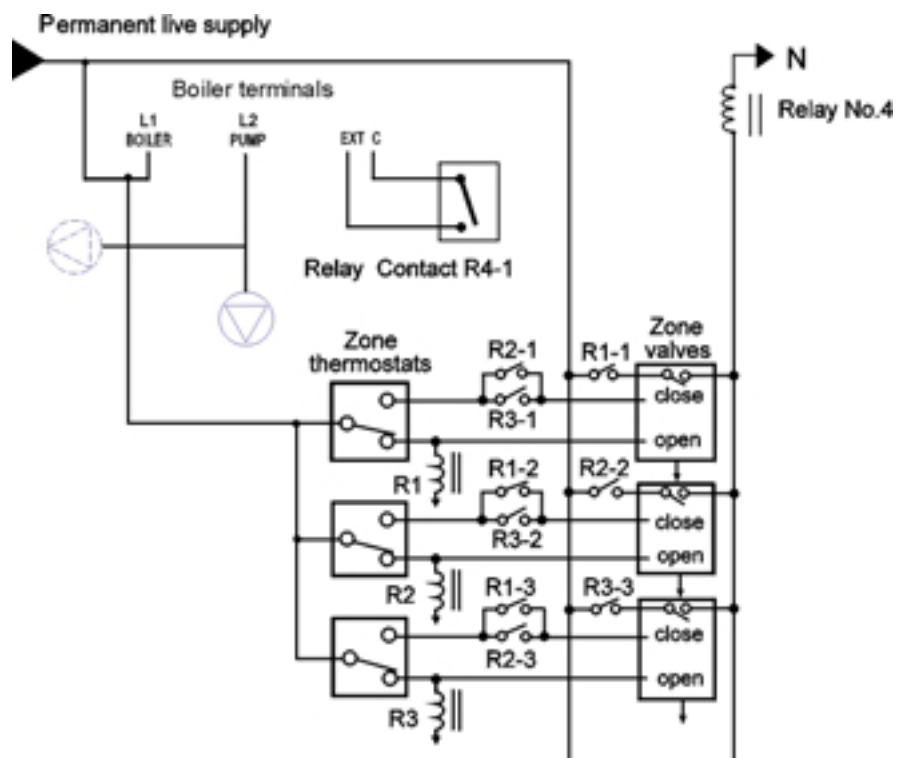 Permanent live supply
N
Boiler terminals
Relay No.4
L1
BOILER
L2
PUMP
EXT C
Relay Contact R4-1
Zone
thermostats
R2-1
R3-1
R1-1
Zone
valves
close
open
R1
R1-2
R3-2
R2-2
close
open
R2
R1-3
R2-3
R3-3
close
open
R3